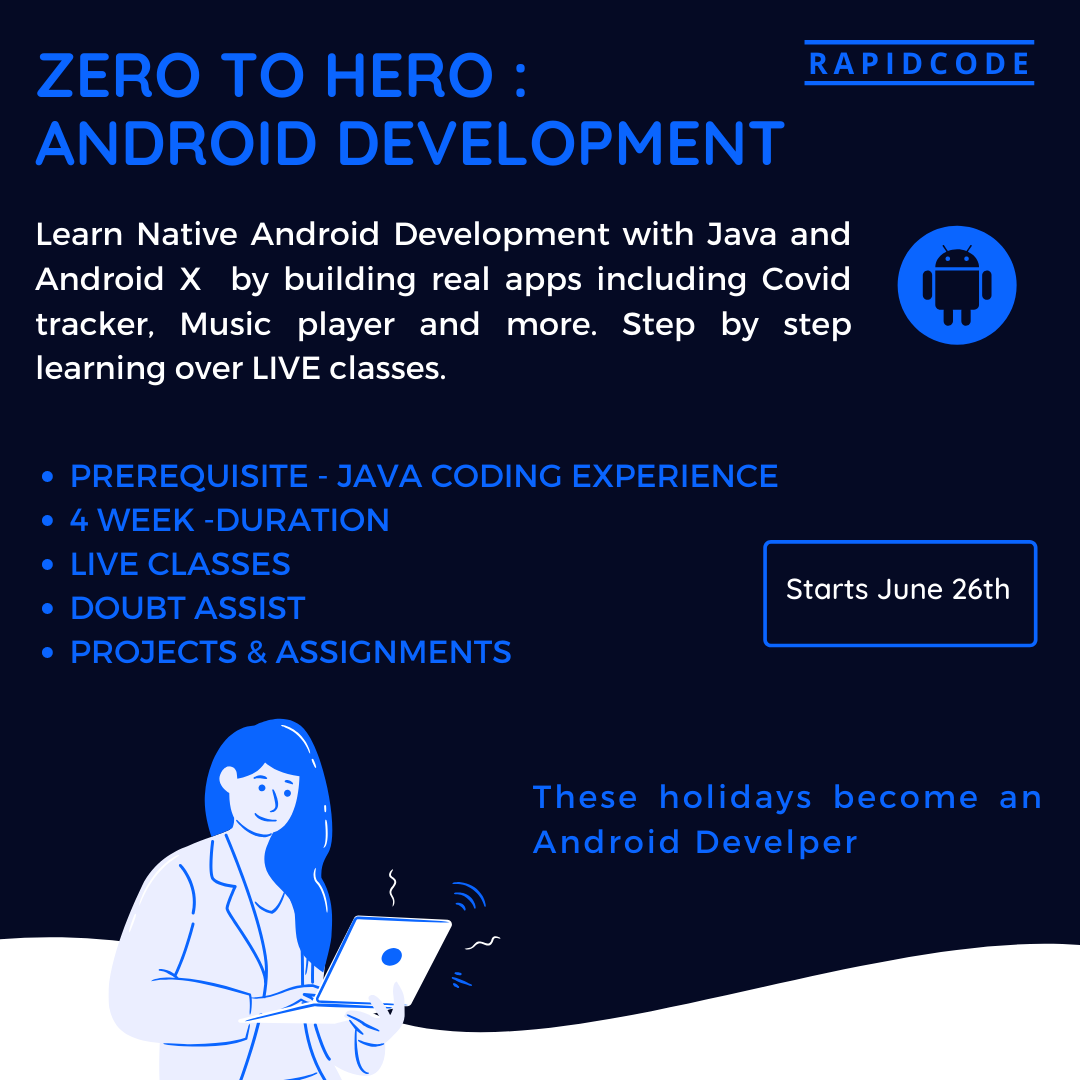 ZERO TO HERO :
ANDROID DEVELOPMENT
RAPIDCODE
Learn Native Android Development with Java and
Android X by building real apps including Covid
tracker, Music player and more. Step by step
learning over LIVE classes.
• PREREQUISITE - JAVA CODING EXPERIENCE
• 4 WEEK -DURATION
• LIVE CLASSES
• DOUBT ASSIST
• PROJECTS & ASSIGNMENTS
Starts June 26th
These holidays become an
Android Develper